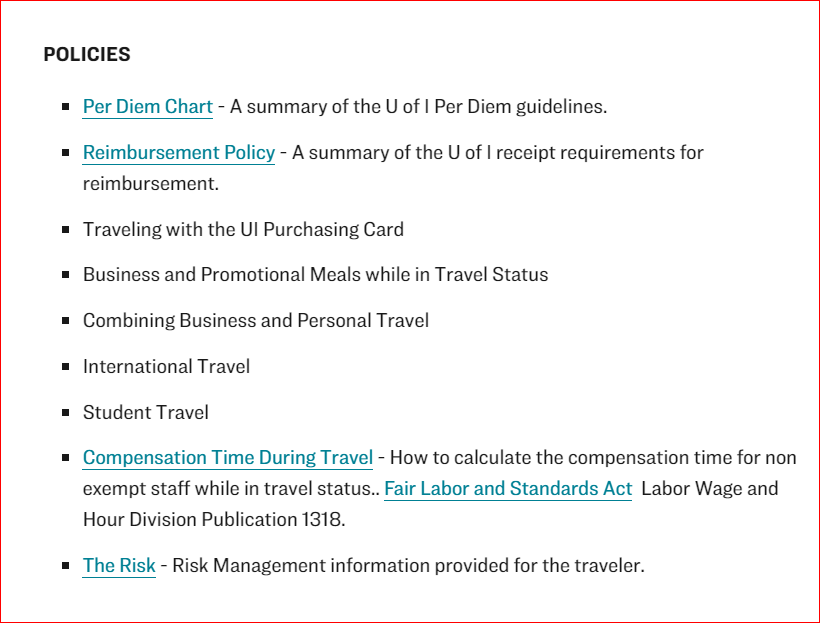 POLICIES
Per Diem Chart - A summary of the U of I Per Diem guidelines.
Reimbursement Policy - A summary of the U of I receipt requirements for
reimbursement.
Traveling with the UI Purchasing Card
Business and Promotional Meals while in Travel Status
Combining Business and Personal Travel
International Travel
Student Travel
Compensation Time During Travel - How to calculate the compensation time for non
exempt staff while in travel status.. Fair Labor and Standards Act Labor Wage and
Hour Division Publication 1318.
The Risk - Risk Management information provided for the traveler.